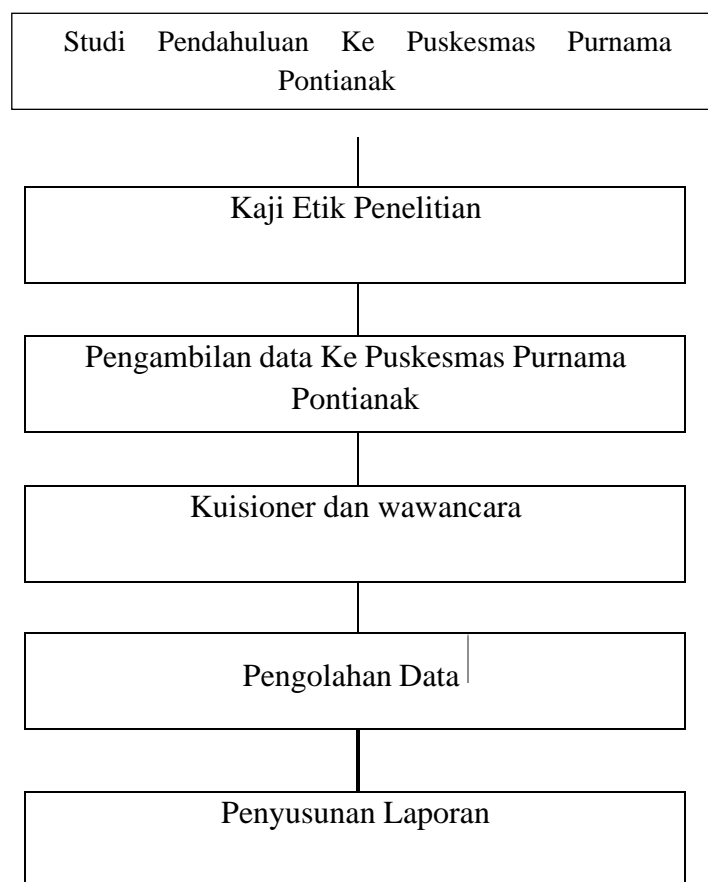 Studi Pendahuluan Ke Puskesmas Purnama
Pontianak
Kaji Etik Penelitian
Pengambilan data Ke Puskesmas Purnama
Pontianak
Kuisioner dan wawancara
Pengolahan Data
Penyusunan Laporan